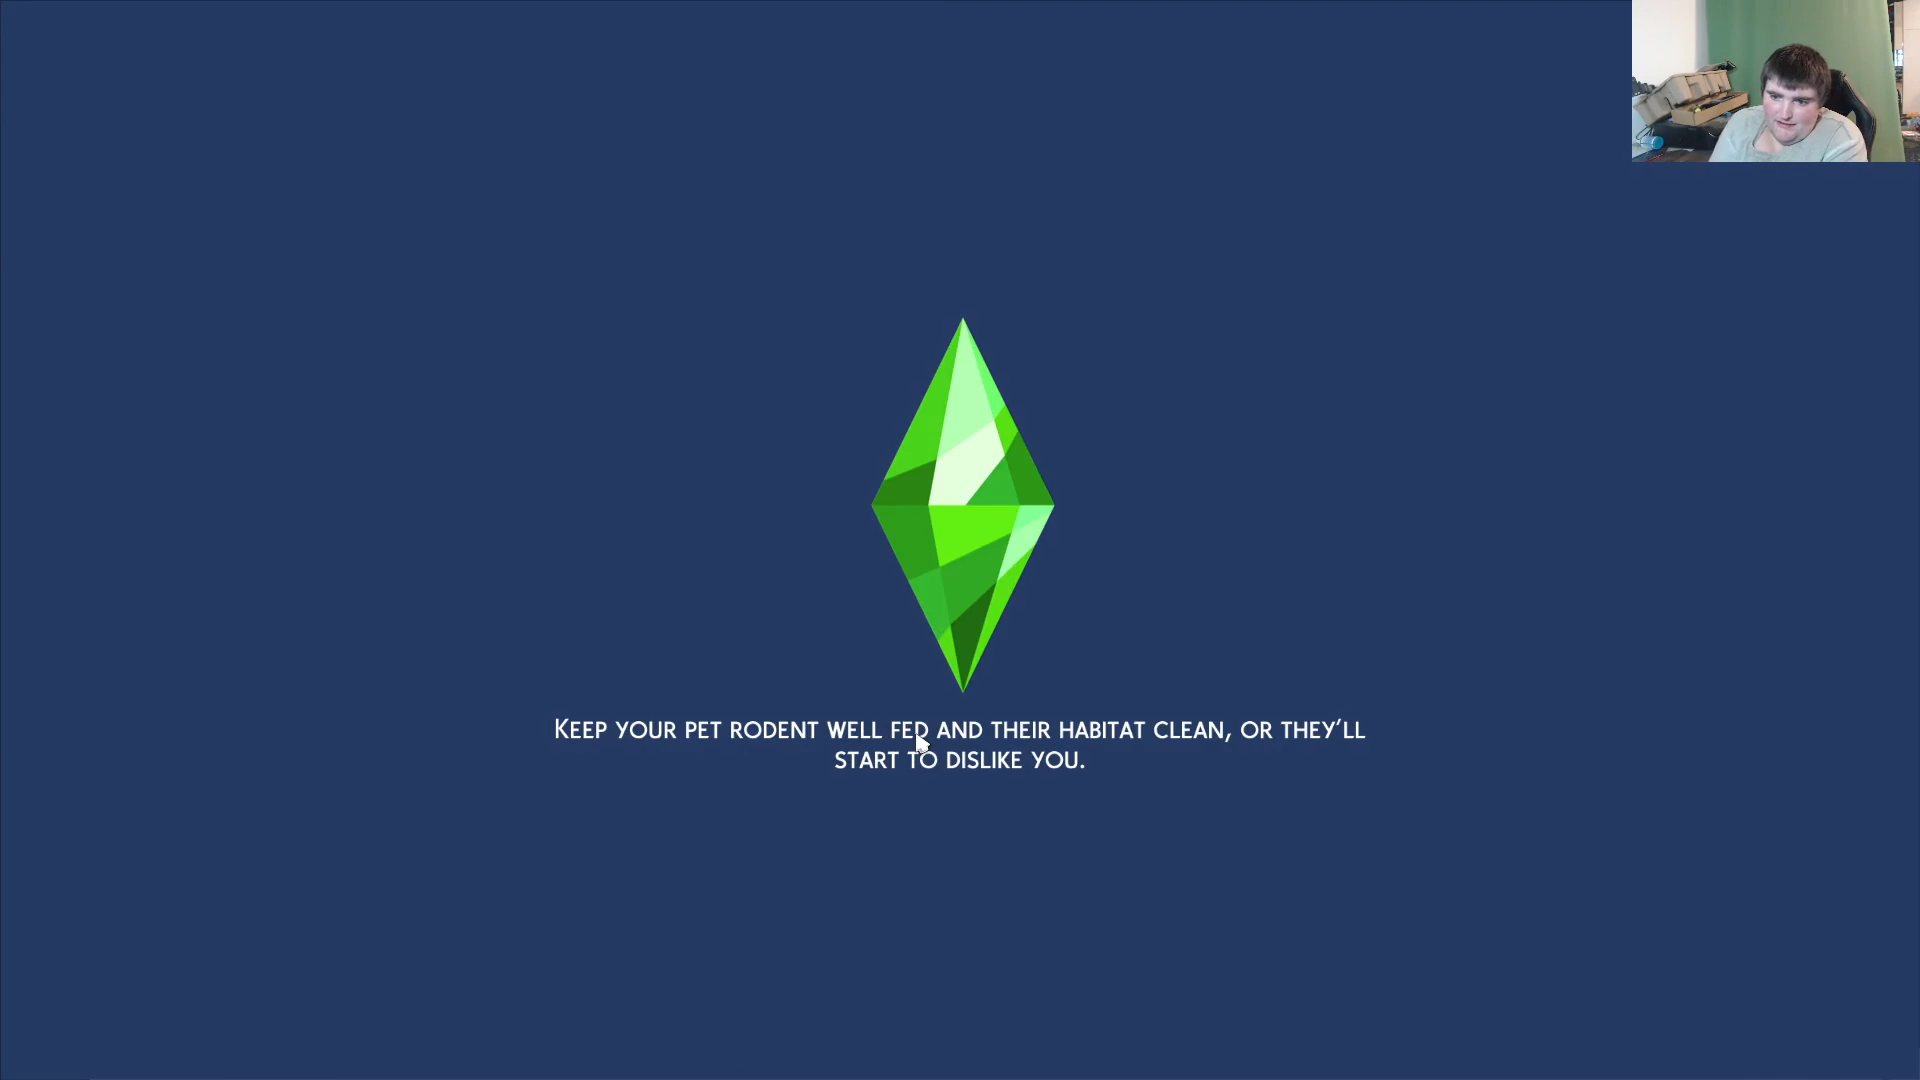 Keep your pet rodent well fed and their habitat clean, or they'll
start to dislike you.